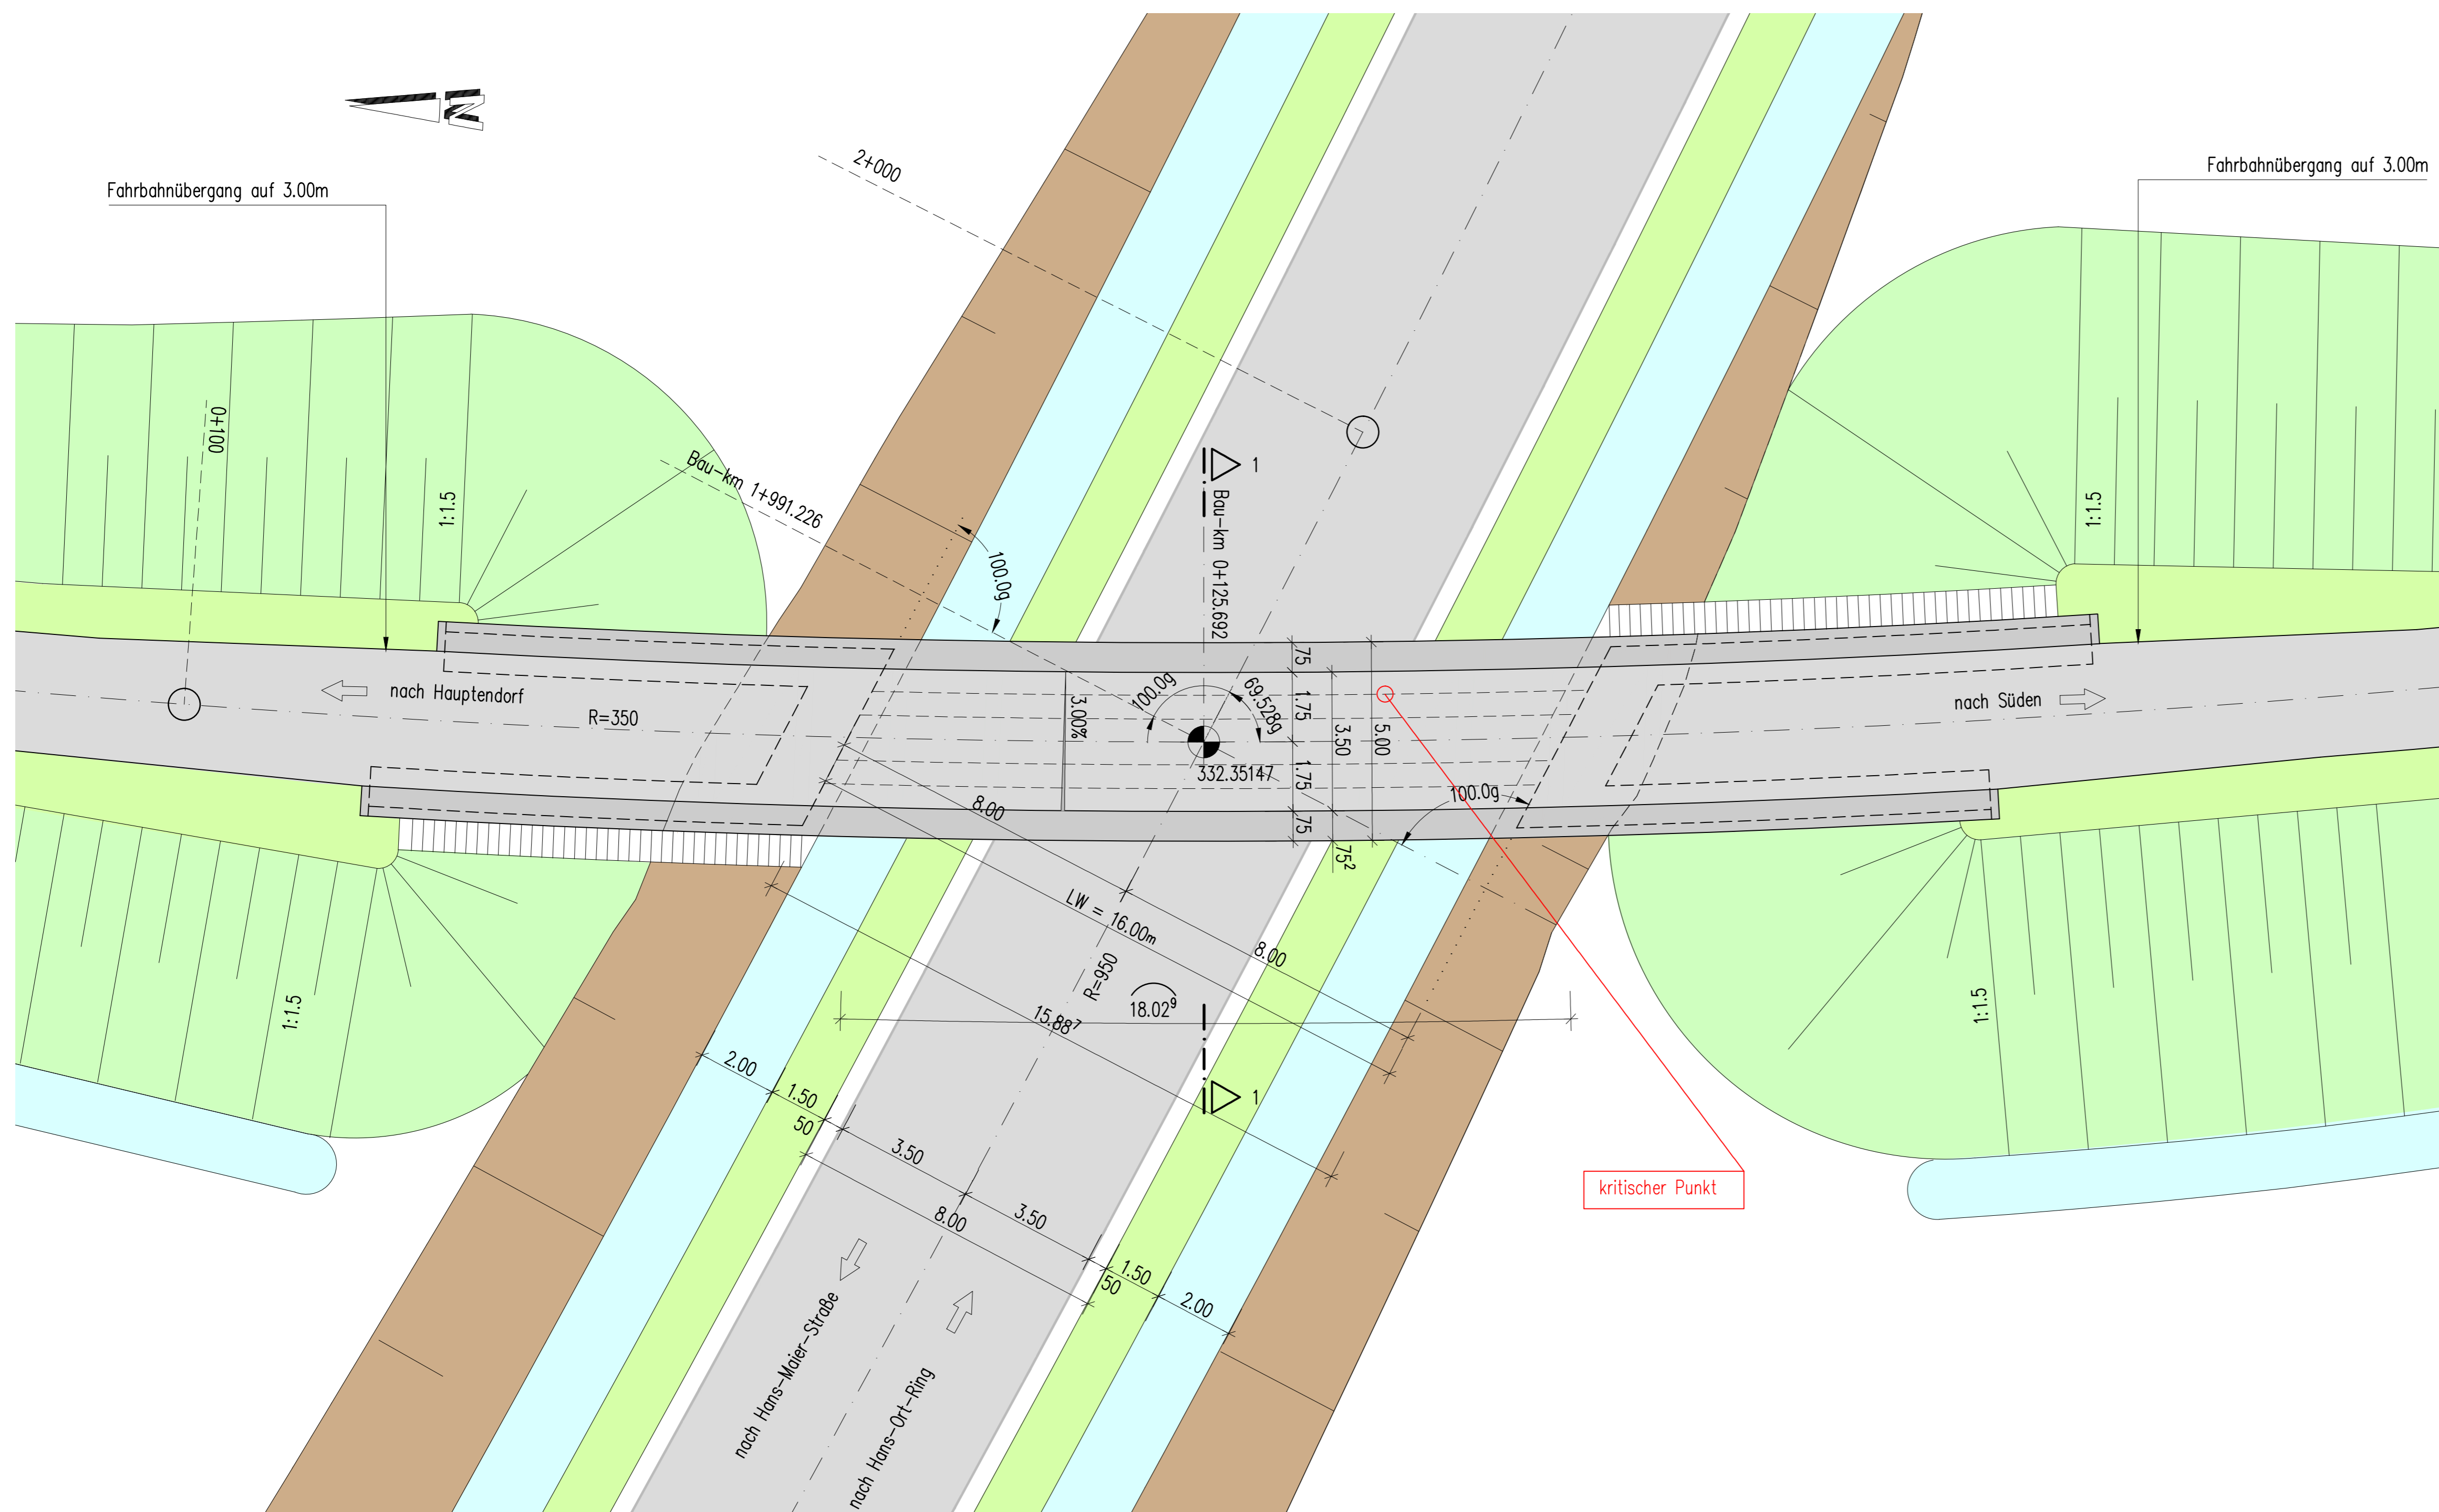 N
2+000
Fahrbahnübergang auf 3.00m
Fahrbahnübergang auf 3.00m
0+100
1:1.5
Bau-km 1+991.226
1
Bau-km 0+125.692
1:1.5
100.0g
nach Hauptendorf
R=350
3.00%
100.0g
69.528g
332.35147
75
1.75
1.75
75
3.50
75²
5.00
nach Süden
100.0g
8.00
8.00
LW = 16.00m
R=950
18.02⁹
15.88⁷
1:1.5
1:1.5
1
2.00
1.50
50
3.50
3.50
8.00
1.50
50
2.00
kritischer Punkt
nach Hans-Maier-Straße
nach Hans-Ort-Ring